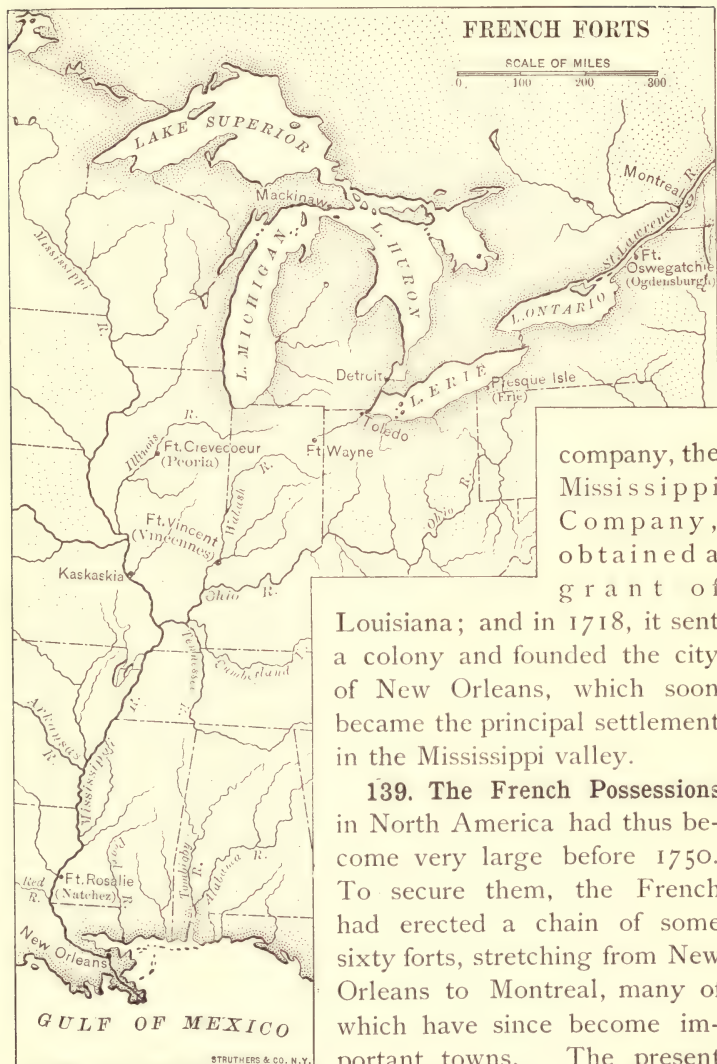 FRENCH FORTS
SCALE OF MILES
0 100 200 300
LAKE SUPERIOR
Mackinaw
Montreal
St. Lawrence R.
Ft.
Oswegatchie
(Ogdensburgh)
Mississippi
R.
L. MICHIGAN
L. HURON
L. ONTARIO
Detroit
L. ERIE
Presque Isle
(Erie)
Toledo
Illinois R.
Ft. Crevecoeur
(Peoria)
Ft Wayne
Wabash R.
Ohio R.
Ft. Vincent
(Vincennes)
Kaskaskia
Ohio R.
Tennessee
R.
Cumberland
Arkansas
R.
Mississippi R.
Pearl
R.
Tombigby
R.
Alabama R.
Red
R.
Ft. Rosalie
(Natchez)
New Orleans
GULF OF MEXICO
STRUTHERS & CO. N.Y.
company, the
Mississippi
Company,
obtained a
grant of
Louisiana; and in 1718, it sent
a colony and founded the city
of New Orleans, which soon
became the principal settlement
in the Mississippi valley.
139. The French Possessions
in North America had thus be-
come very large before 1750.
To secure them, the French
had erected a chain of some
sixty forts, stretching from New
Orleans to Montreal, many of
which have since become im-
portant towns. The present